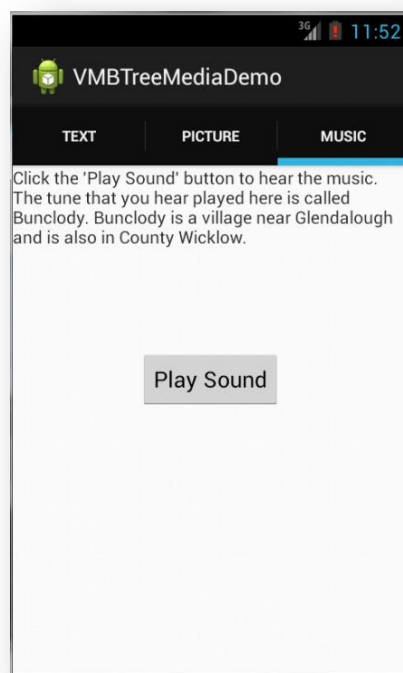 3G 11:52
VMBTreeMediaDemo
TEXT PICTURE MUSIC
Click the 'Play Sound' button to hear the music.
The tune that you hear played here is called
Bunclody. Bunclody is a village near Glendalough
and is also in County Wicklow.
Play Sound